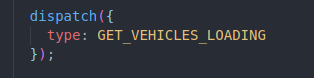 dispatch({
type: GET_VEHICLES_LOADING
});